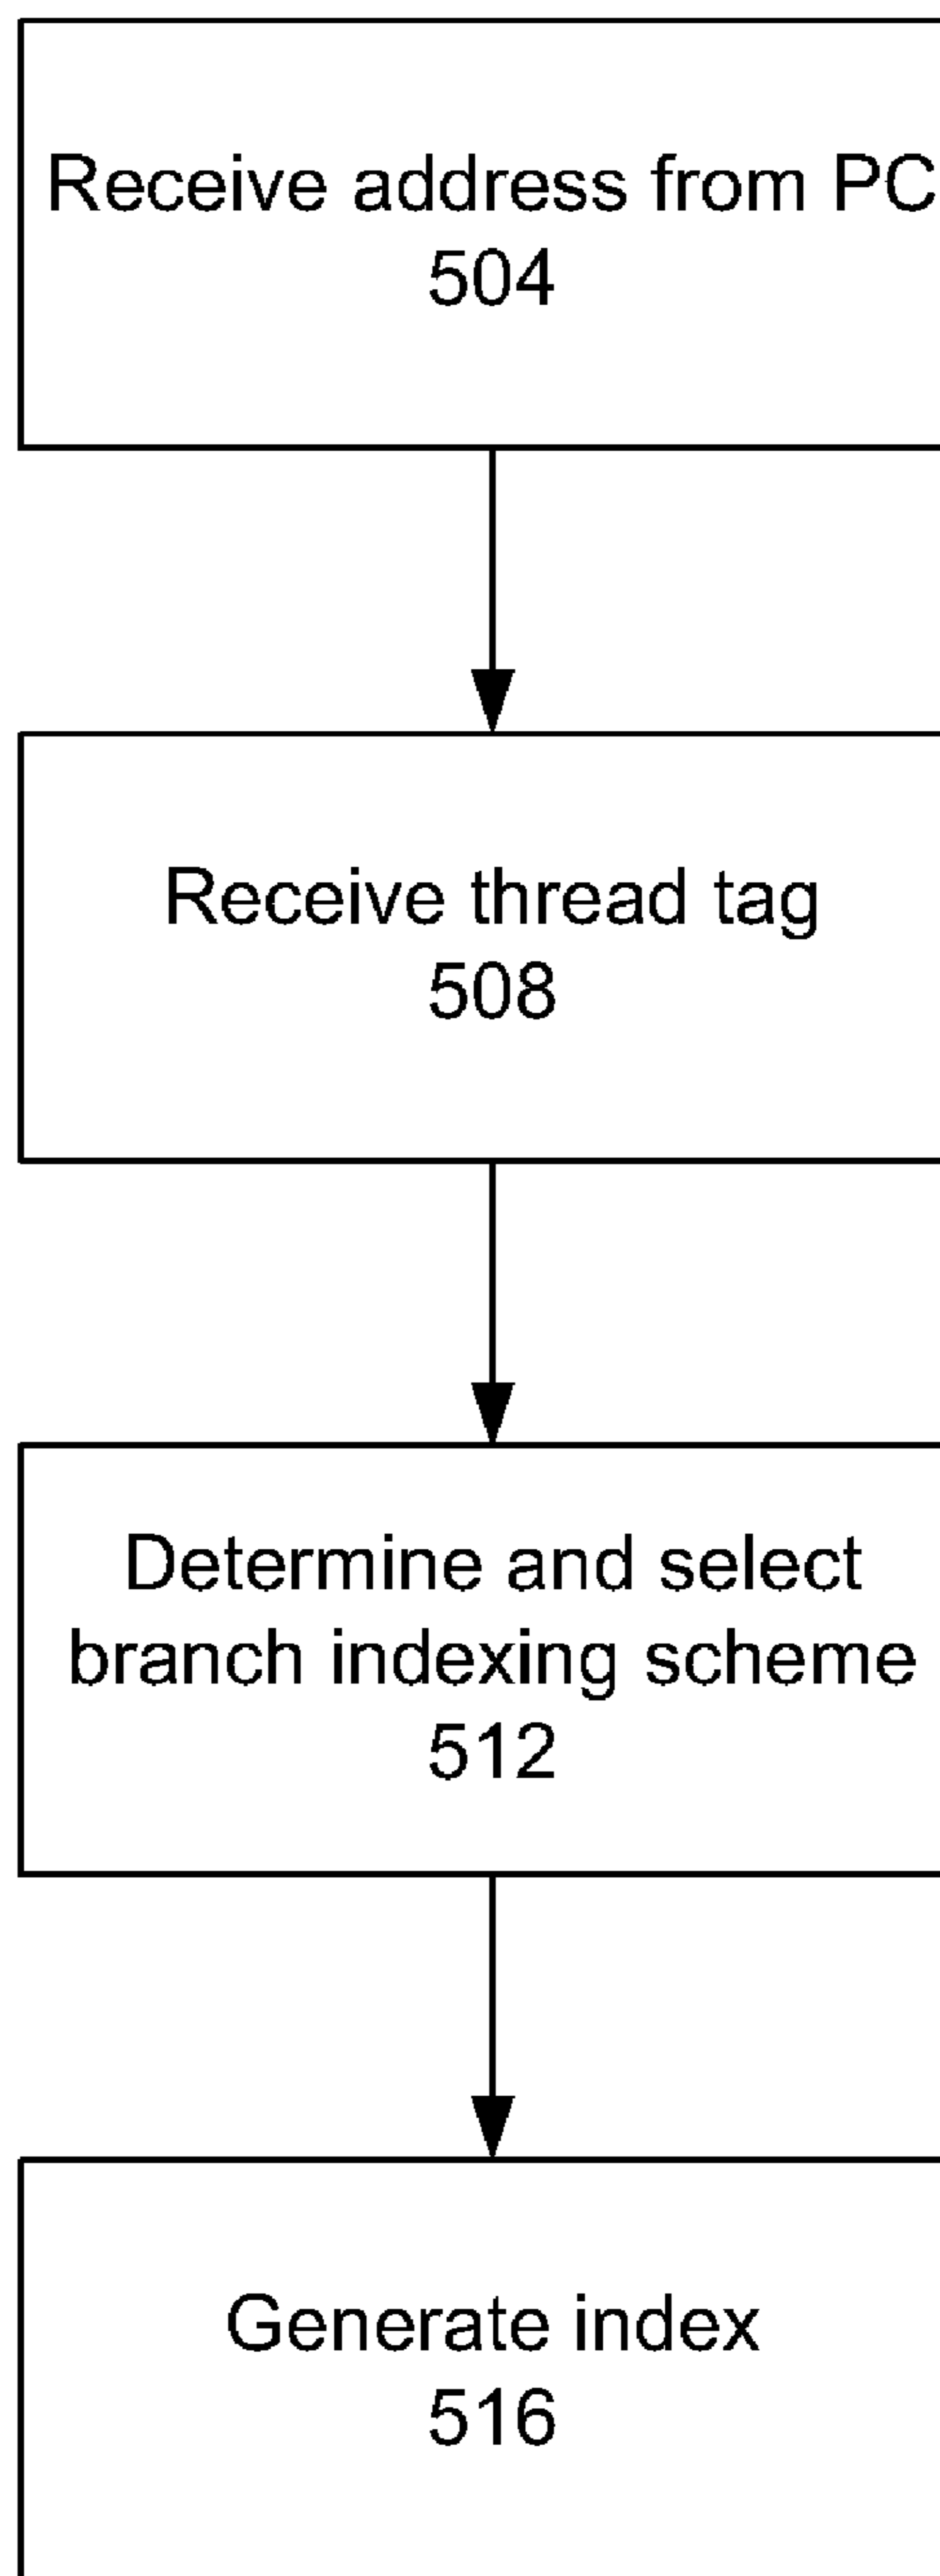 Receive address from PC
504
Receive thread tag
508
Determine and select
branch indexing scheme
512
Generate index
516